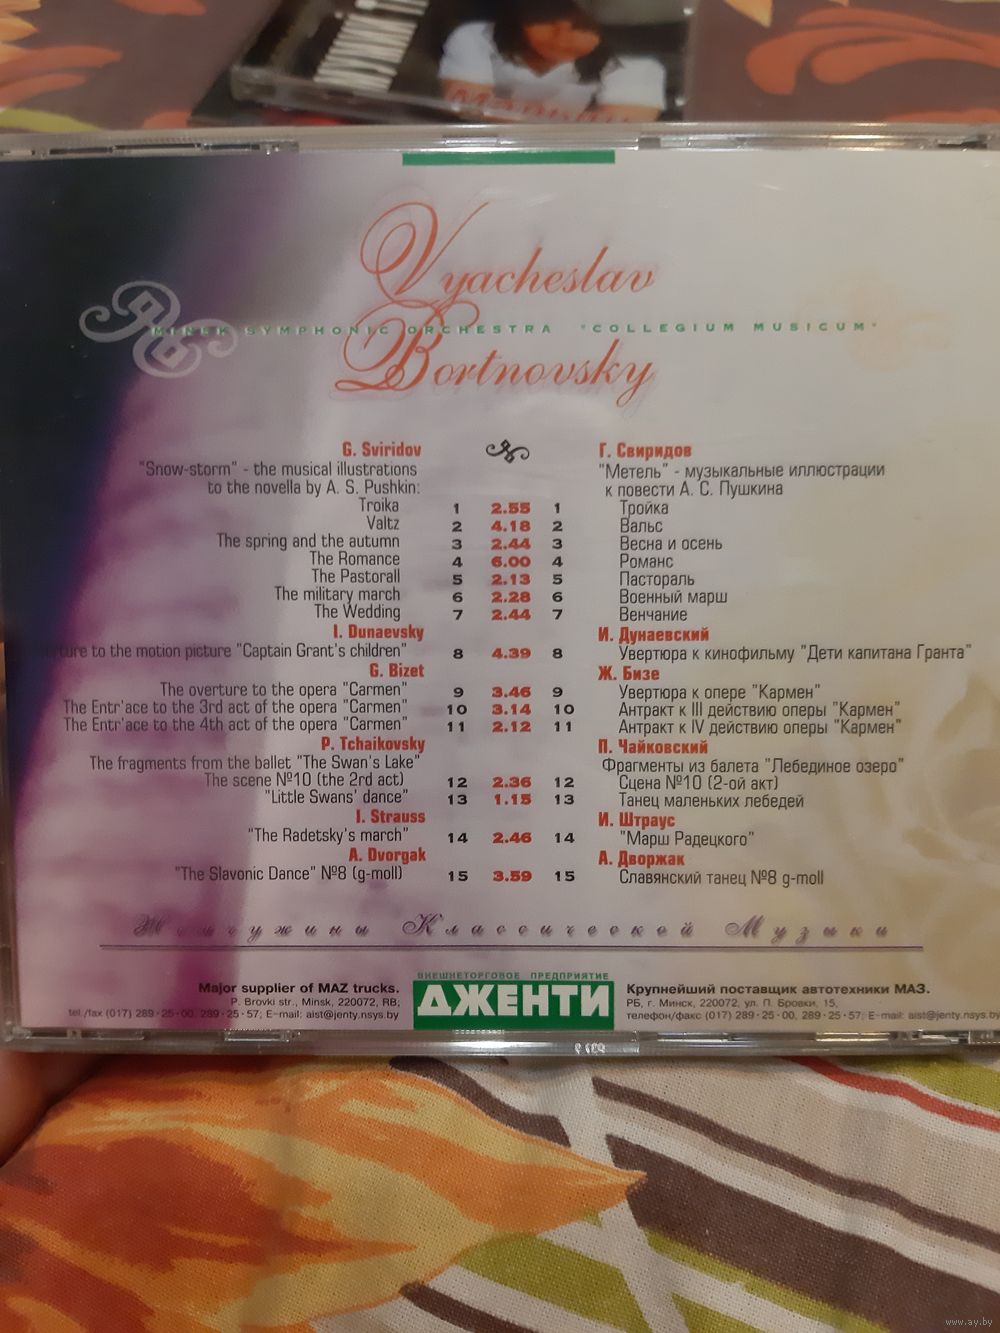 Vyacheslav
MINSK SYMPHONIC ORCHESTRA "COLLEGIUM MUSICUM"
Bortnovsky
G. Sviridov
"Snow-storm" - the musical illustrations
to the novella by A. S. Pushkin:
Troika 1 2.55
Valtz 2 4.18
The spring and the autumn 3 2.44
The Romance 4 6.00
The Pastorall 5 2.13
The military march 6 2.28
The Wedding 7 2.44
I. Dunaevsky
to the motion picture "Captain Grant's children" 8 4.39
G. Bizet
The overture to the opera "Carmen" 9 3.46
The Entr'ace to the 3rd act of the opera "Carmen" 10 3.14
The Entr'ace to the 4th act of the opera "Carmen" 11 2.12
P. Tchaikovsky
The fragments from the ballet "The Swan's Lake"
The scene №10 (the 2rd act) 12 2.36
"Little Swans' dance" 13 1.15
I. Strauss
"The Radetsky's march" 14 2.46
A. Dvorgak
"The Slavonic Dance" №8 (g-moll) 15 3.59
Г. Свиридов
"Метель" - музыкальные иллюстрации
к повести А. С. Пушкина
1 Тройка
2 Вальс
3 Весна и осень
4 Романс
5 Пастораль
6 Военный марш
7 Венчание
И. Дунаевский
8 Увертюра к кинофильму "Дети капитана Гранта"
Ж. Бизе
9 Увертюра к опере "Кармен"
10 Антракт к III действию оперы "Кармен"
11 Антракт к IV действию оперы "Кармен"
П. Чайковский
Фрагменты из балета "Лебединое озеро"
12 Сцена №10 (2-ой акт)
13 Танец маленьких лебедей
И. Штраус
14 "Марш Радецкого"
А. Дворжак
15 Славянский танец №8 g-moll
Жемчужины Классической Музыки
Major supplier of MAZ trucks.
P. Brovki str., Minsk, 220072, RB;
tel./fax (017) 289-25-00, 289-25-57; E-mail: aist@jenty.nsys.by
ВНЕШНЕТОРГОВОЕ ПРЕДПРИЯТИЕ
ДЖЕНТИ
Крупнейший поставщик автотехники МАЗ.
РБ, г. Минск, 220072, ул. П. Бровки, 15,
телефон/факс (017) 289-25-00, 289-25-57; E-mail: aist@jenty.nsys.by
www.ay.by